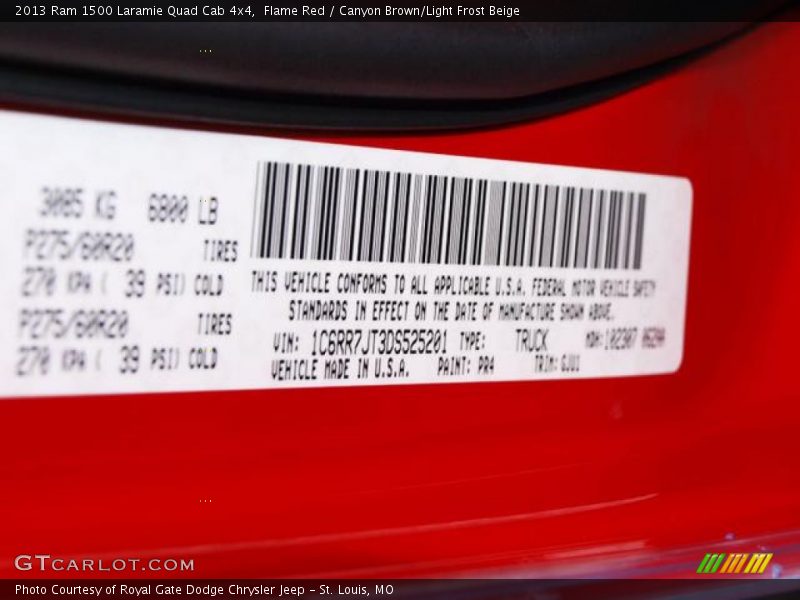 2013 Ram 1500 Laramie Quad Cab 4x4, Flame Red / Canyon Brown/Light Frost Beige
3085 KG 6800 LB
P275/60R20 TIRES
270 KPA ( 39 PSI) COLD
P275/60R20 TIRES
270 KPA ( 39 PSI) COLD
THIS VEHICLE CONFORMS TO ALL APPLICABLE U.S.A. FEDERAL MOTOR VEHICLE SAFETY
STANDARDS IN EFFECT ON THE DATE OF MANUFACTURE SHOWN ABOVE.
VIN: 1C6RR7JT3DS525201 TYPE: TRUCK MDH: 102307
VEHICLE MADE IN U.S.A. PAINT: PR4 TRIM: GJU1
GTCARLOT.COM
Photo Courtesy of Royal Gate Dodge Chrysler Jeep - St. Louis, MO